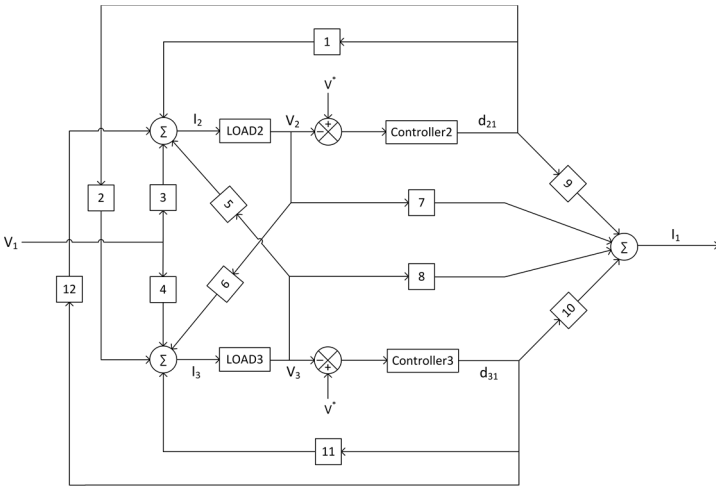 1
V*
I2
V2
d21
Σ
LOAD2
Controller2
9
2
3
5
7
V1
Σ
I1
12
4
6
8
10
Σ
LOAD3
Controller3
I3
V3
d31
V*
11